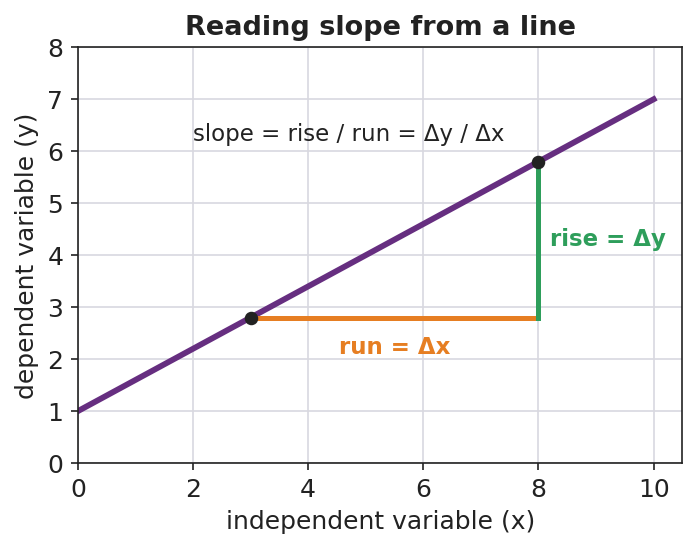 Reading slope from a line
8
7
6
5
4
3
2
1
0
dependent variable (y)
slope = rise / run = Δy / Δx
rise = Δy
run = Δx
0 2 4 6 8 10
independent variable (x)